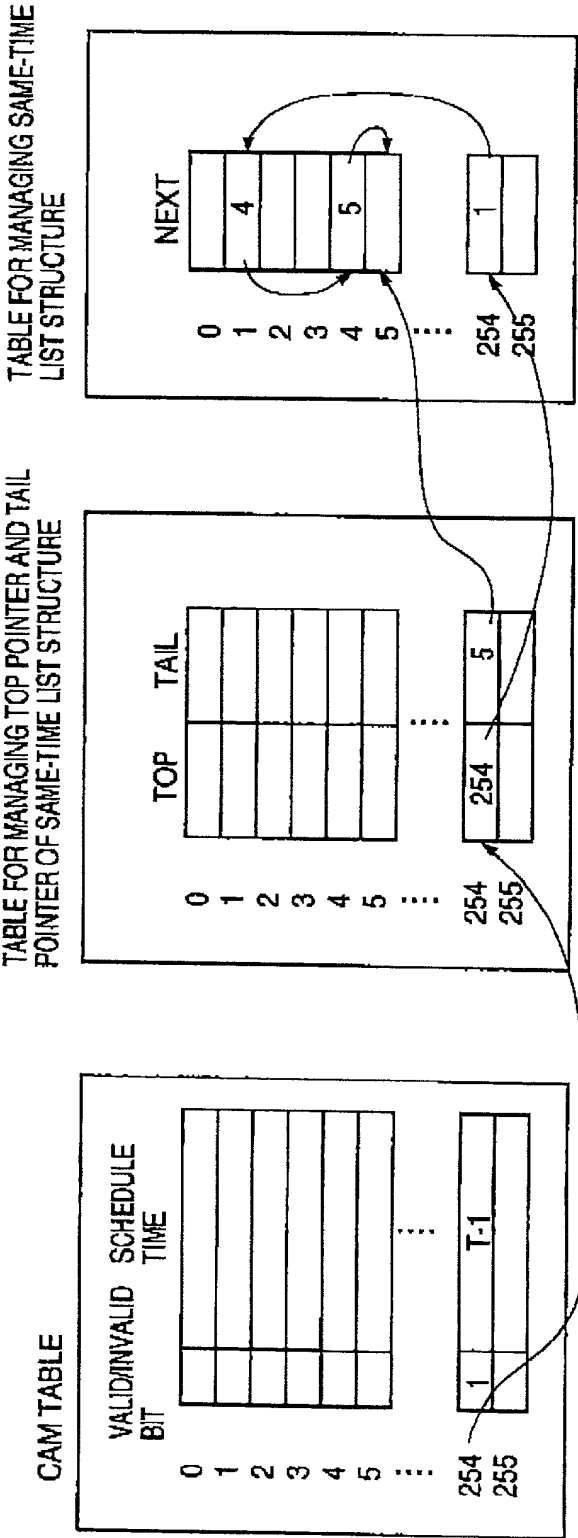 CAM TABLE
VALID/INVALID BIT
SCHEDULE TIME
0
1
2
3
4
5
254 1 T-1
255
TABLE FOR MANAGING TOP POINTER AND TAIL
POINTER OF SAME-TIME LIST STRUCTURE
TOP TAIL
0
1
2
3
4
5
254 254 5
255
TABLE FOR MANAGING SAME-TIME
LIST STRUCTURE
NEXT
0
1 4
2
3
4 5
5
254 1
255